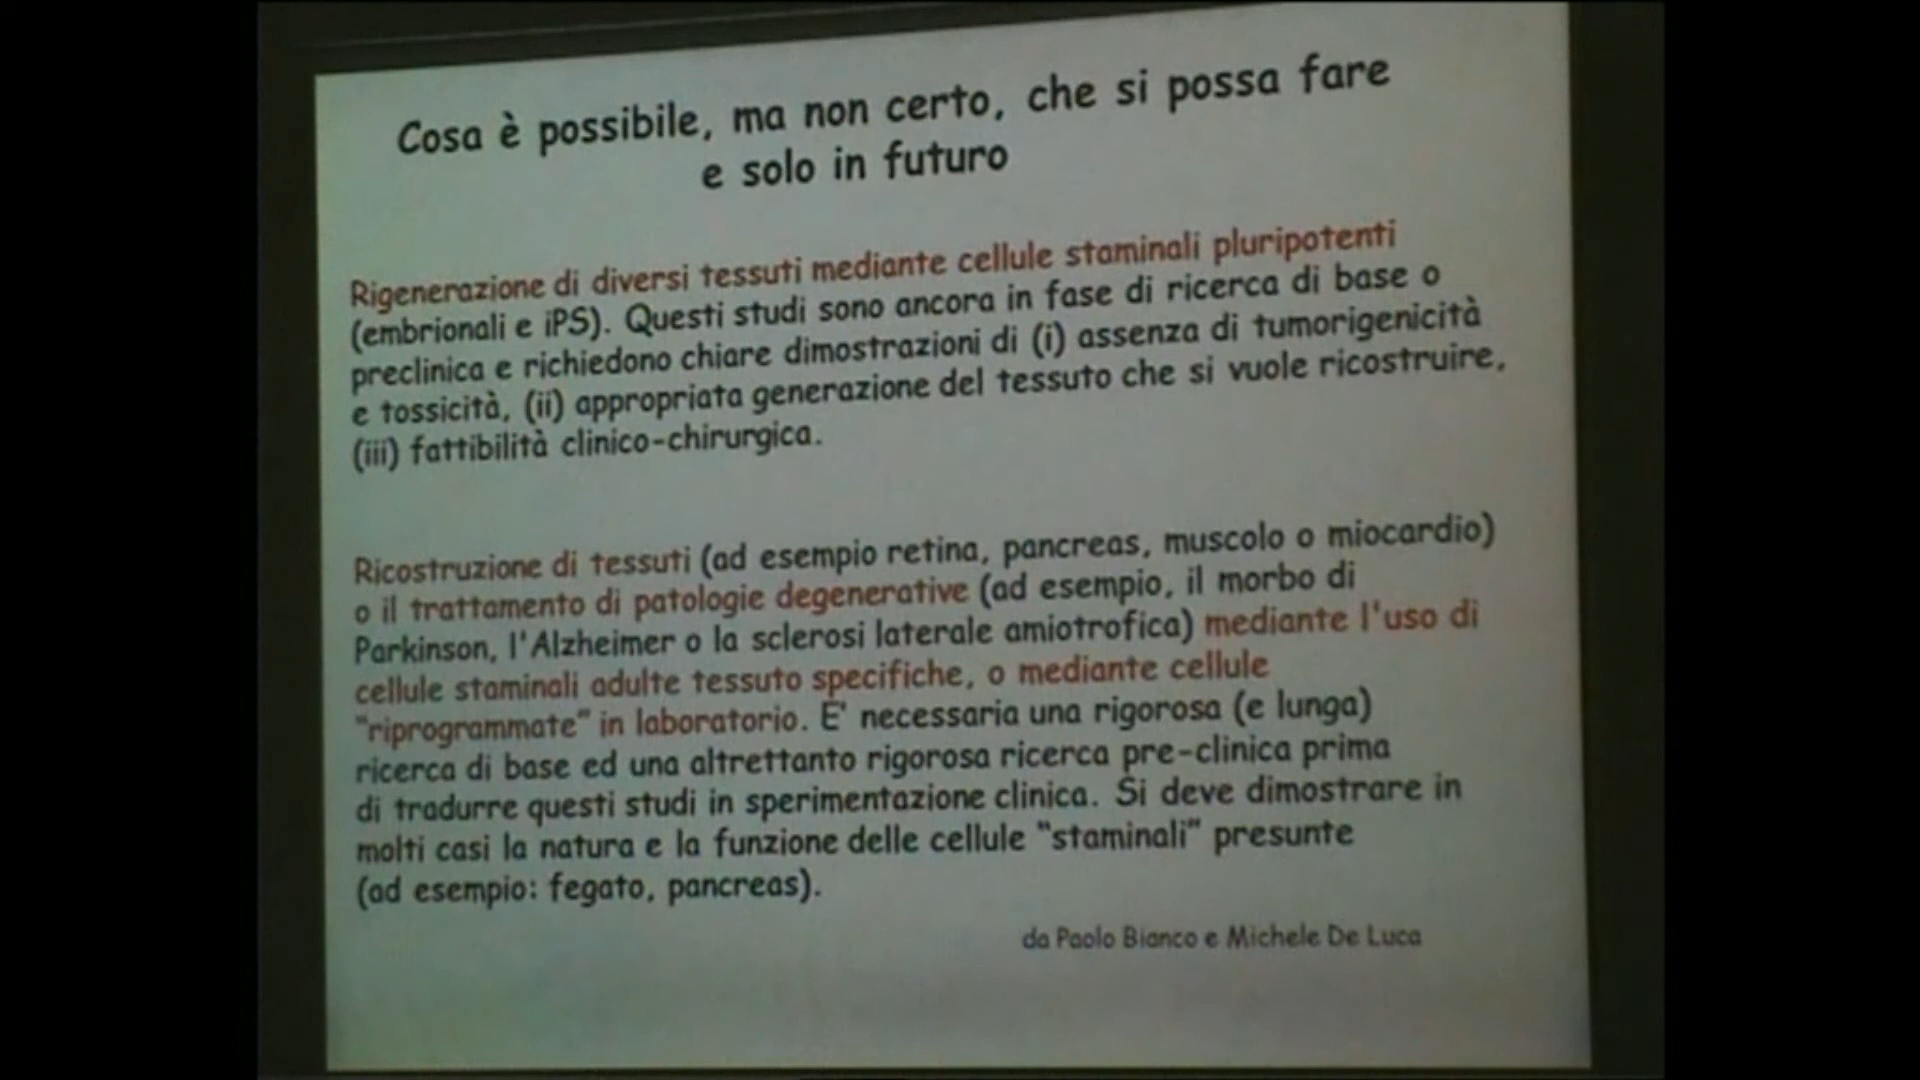 Cosa è possibile, ma non certo, che si possa fare
e solo in futuro
Rigenerazione di diversi tessuti mediante cellule staminali pluripotenti
(embrionali e iPS). Questi studi sono ancora in fase di ricerca di base o
preclinica e richiedono chiare dimostrazioni di (i) assenza di tumorigenicità
e tossicità, (ii) appropriata generazione del tessuto che si vuole ricostruire,
(iii) fattibilità clinico-chirurgica.
Ricostruzione di tessuti (ad esempio retina, pancreas, muscolo o miocardio)
o il trattamento di patologie degenerative (ad esempio, il morbo di
Parkinson, l'Alzheimer o la sclerosi laterale amiotrofica) mediante l'uso di
cellule staminali adulte tessuto specifiche, o mediante cellule
"riprogrammate" in laboratorio. E' necessaria una rigorosa (e lunga)
ricerca di base ed una altrettanto rigorosa ricerca pre-clinica prima
di tradurre questi studi in sperimentazione clinica. Si deve dimostrare in
molti casi la natura e la funzione delle cellule "staminali" presunte
(ad esempio: fegato, pancreas).
da Paolo Bianco e Michele De Luca